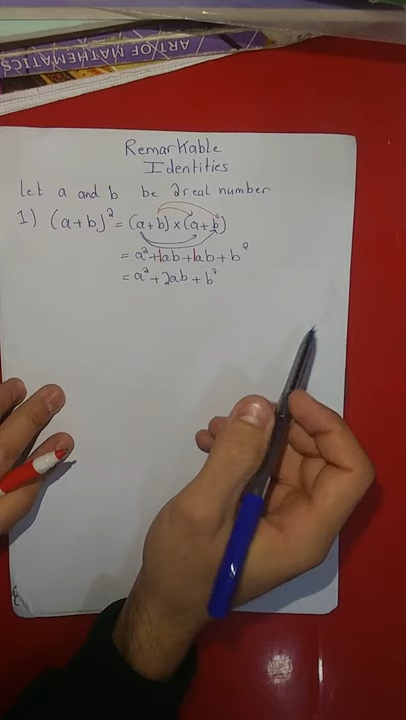 ART OF MATHEMATICS
Remarkable
Identities
let a and b be 2 real number
1) (a+b)² = (a+b)×(a+b)
= a²+1ab+1ab+b²
= a²+2ab+b²